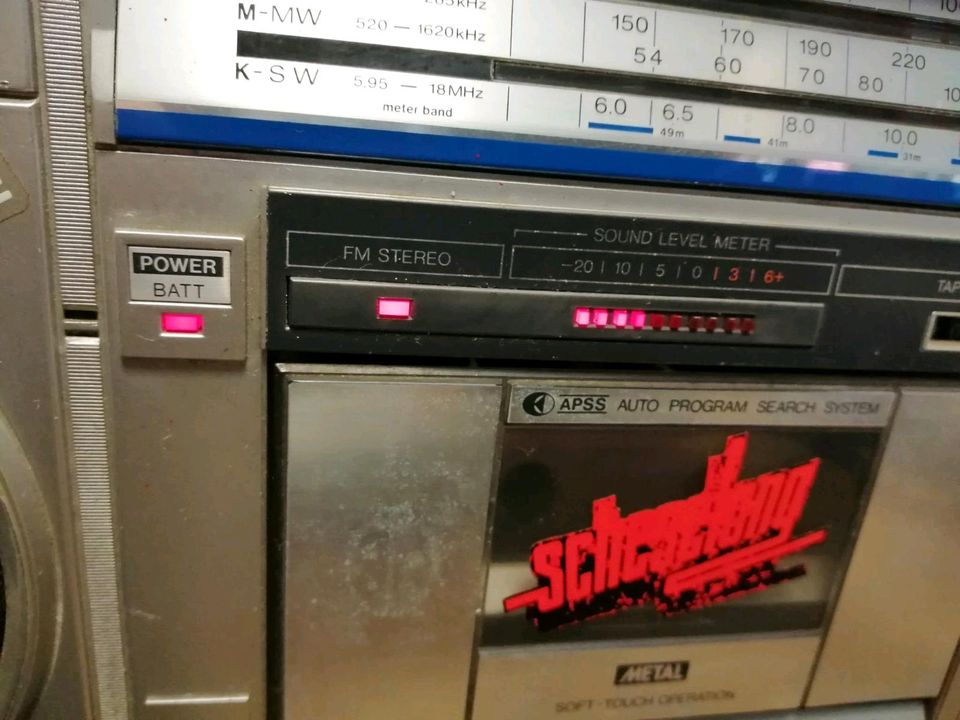 285kHz
M-MW 520 — 1620kHz
150 170 190 220
54 60 70 80
K-SW 5.95 — 18MHz
meter band
6.0 6.5 8.0 10.0
49m 41m 31m
SOUND LEVEL METER
FM STEREO
-20 | 10 | 5 | 0 | 3 | 6+
POWER
BATT
APSS AUTO PROGRAM SEARCH SYSTEM
METAL
SOFT-TOUCH OPERATION